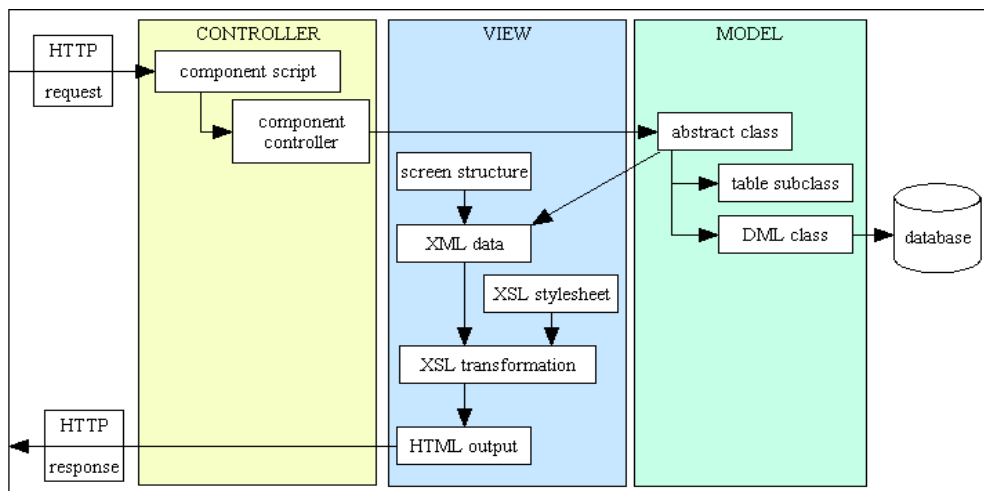 CONTROLLER
VIEW
MODEL
HTTP
request
component script
component
controller
abstract class
screen structure
table subclass
XML data
DML class
database
XSL stylesheet
XSL transformation
HTTP
response
HTML output